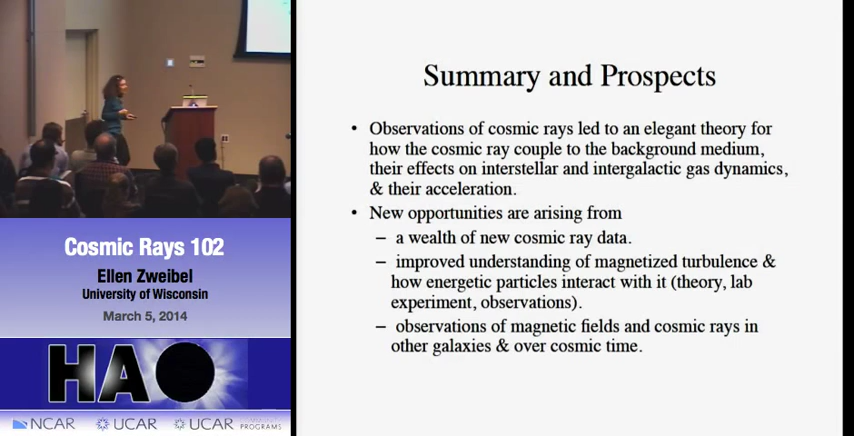 Cosmic Rays 102
Ellen Zweibel
University of Wisconsin
March 5, 2014
HAO
NCAR
UCAR
UCAR PROGRAMS
Summary and Prospects
• Observations of cosmic rays led to an elegant theory for
how the cosmic ray couple to the background medium,
their effects on interstellar and intergalactic gas dynamics,
& their acceleration.
• New opportunities are arising from
– a wealth of new cosmic ray data.
– improved understanding of magnetized turbulence &
how energetic particles interact with it (theory, lab
experiment, observations).
– observations of magnetic fields and cosmic rays in
other galaxies & over cosmic time.